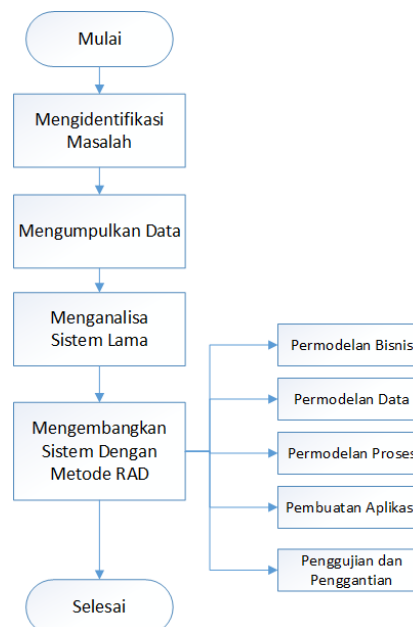 Mulai
Mengidentifikasi
Masalah
Mengumpulkan Data
Menganalisa
Sistem Lama
Mengembangkan
Sistem Dengan
Metode RAD
Permodelan Bisnis
Permodelan Data
Permodelan Proses
Pembuatan Aplikasi
Penggujian dan
Penggantian
Selesai